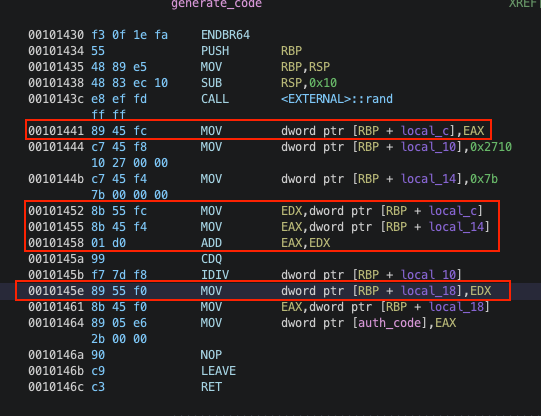 generate_code XREF[
00101430 f3 0f 1e fa ENDBR64
00101434 55 PUSH RBP
00101435 48 89 e5 MOV RBP,RSP
00101438 48 83 ec 10 SUB RSP,0x10
0010143c e8 ef fd CALL <EXTERNAL>::rand
ff ff
00101441 89 45 fc MOV dword ptr [RBP + local_c],EAX
00101444 c7 45 f8 MOV dword ptr [RBP + local_10],0x2710
10 27 00 00
0010144b c7 45 f4 MOV dword ptr [RBP + local_14],0x7b
7b 00 00 00
00101452 8b 55 fc MOV EDX,dword ptr [RBP + local_c]
00101455 8b 45 f4 MOV EAX,dword ptr [RBP + local_14]
00101458 01 d0 ADD EAX,EDX
0010145a 99 CDQ
0010145b f7 7d f8 IDIV dword ptr [RBP + local_10]
0010145e 89 55 f0 MOV dword ptr [RBP + local_18],EDX
00101461 8b 45 f0 MOV EAX,dword ptr [RBP + local_18]
00101464 89 05 e6 MOV dword ptr [auth_code],EAX
2b 00 00
0010146a 90 NOP
0010146b c9 LEAVE
0010146c c3 RET